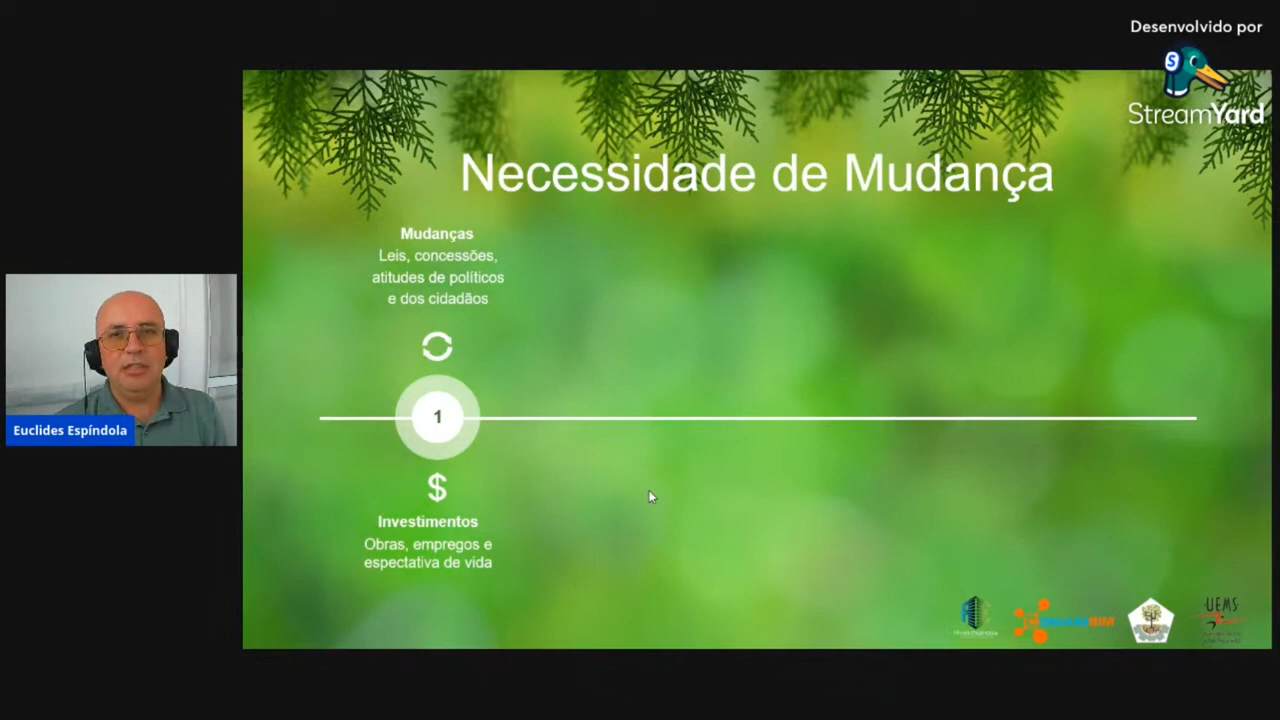 Desenvolvido por
StreamYard
Necessidade de Mudança
Mudanças
Leis, concessões,
atitudes de políticos
e dos cidadãos
1
$
Investimentos
Obras, empregos e
espectativa de vida
Euclides Espíndola
BIM
UEMS